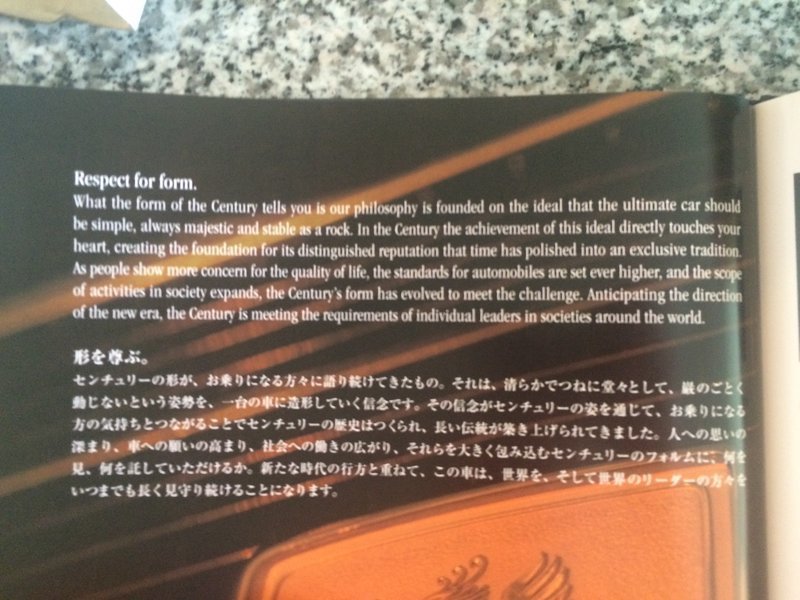 Respect for form.
What the form of the Century tells you is our philosophy is founded on the ideal that the ultimate car should
be simple, always majestic and stable as a rock. In the Century the achievement of this ideal directly touches your
heart, creating the foundation for its distinguished reputation that time has polished into an exclusive tradition.
As people show more concern for the quality of life, the standards for automobiles are set ever higher, and the scope
of activities in society expands, the Century's form has evolved to meet the challenge. Anticipating the direction
of the new era, the Century is meeting the requirements of individual leaders in societies around the world.
形を尊ぶ。
センチュリーの形が、お乗りになる方々に語り続けてきたもの。それは、清らかでつねに堂々として、巌のごとく
動じないという姿勢を、一台の車に造形していく信念です。その信念がセンチュリーの姿を通じて、お乗りになる
方の気持ちとつながることでセンチュリーの歴史はつくられ、長い伝統が築き上げられてきました。人への思いの
深まり、車への願いの高まり、社会への働きの広がり、それらを大きく包み込むセンチュリーのフォルムに、何を
見、何を託していただけるか。新たな時代の行方と重ねて、この車は、世界を、そして世界のリーダーの方々を
いつまでも長く見守り続けることになります。